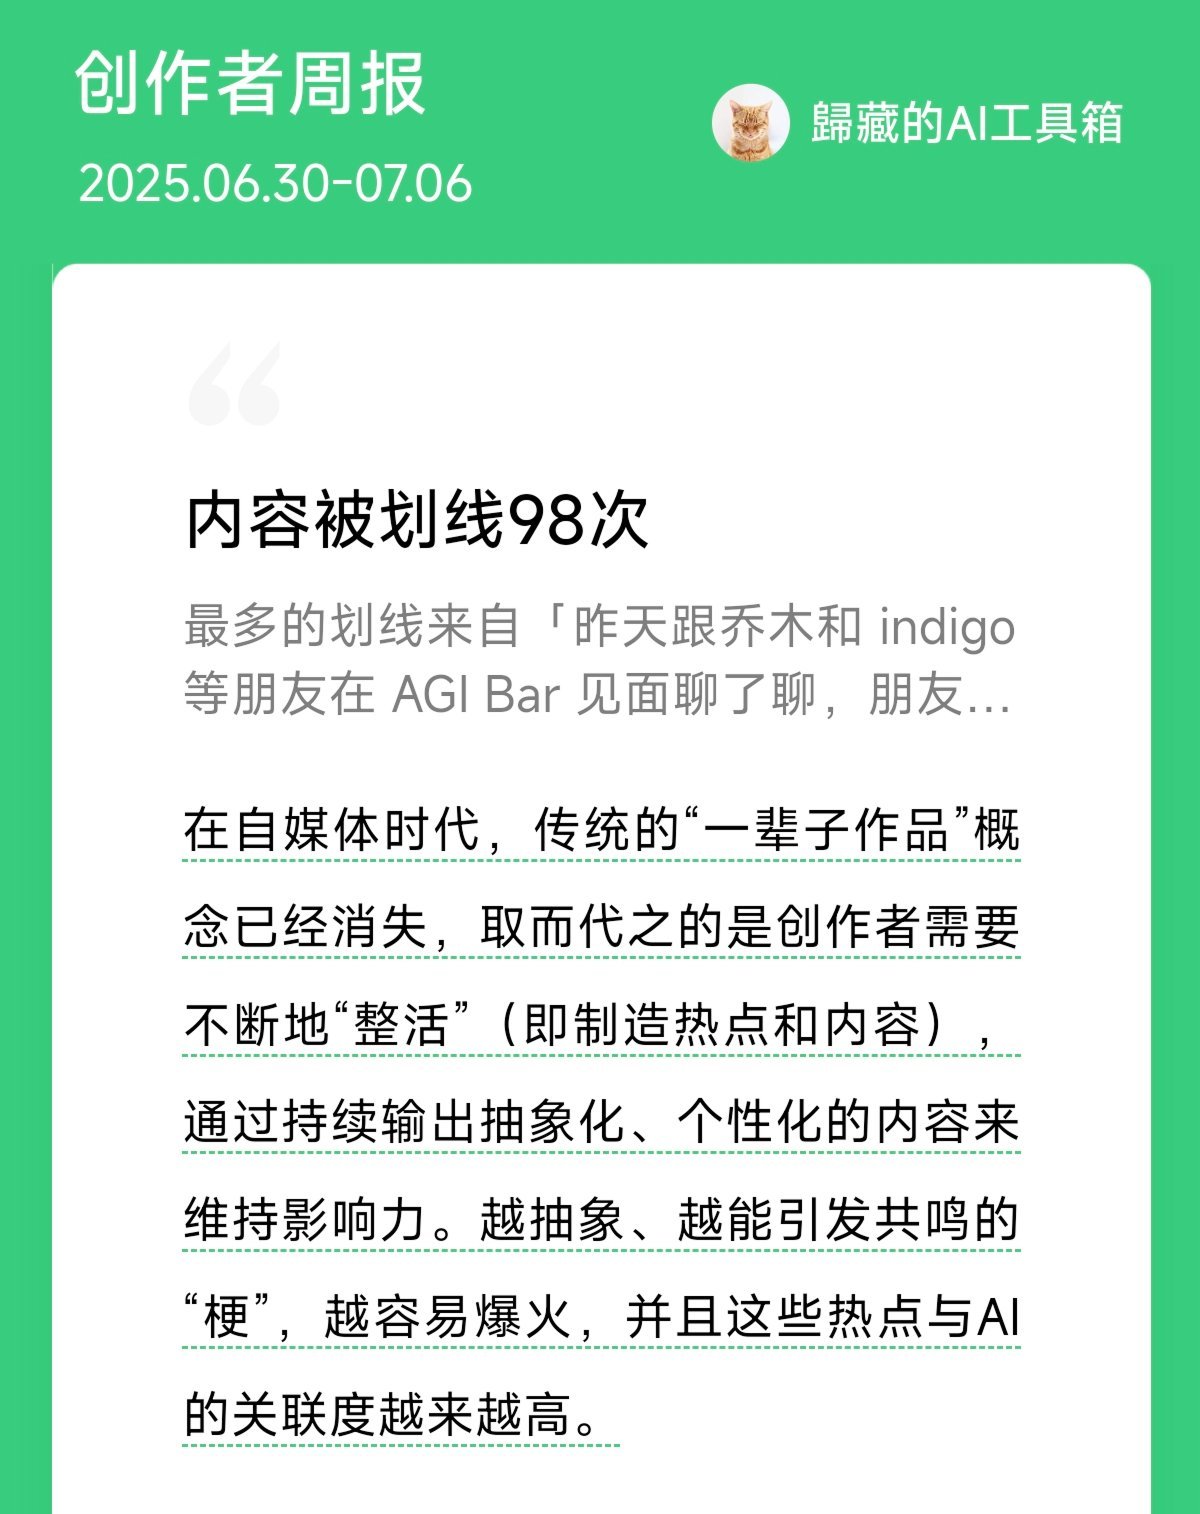 创作者周报
歸藏的AI工具箱
2025.06.30-07.06
“
内容被划线98次
最多的划线来自「昨天跟乔木和 indigo
等朋友在 AGI Bar 见面聊了聊，朋友...
在自媒体时代，传统的“一辈子作品”概
念已经消失，取而代之的是创作者需要
不断地“整活”（即制造热点和内容），
通过持续输出抽象化、个性化的内容来
维持影响力。越抽象、越能引发共鸣的
“梗”，越容易爆火，并且这些热点与AI
的关联度越来越高。